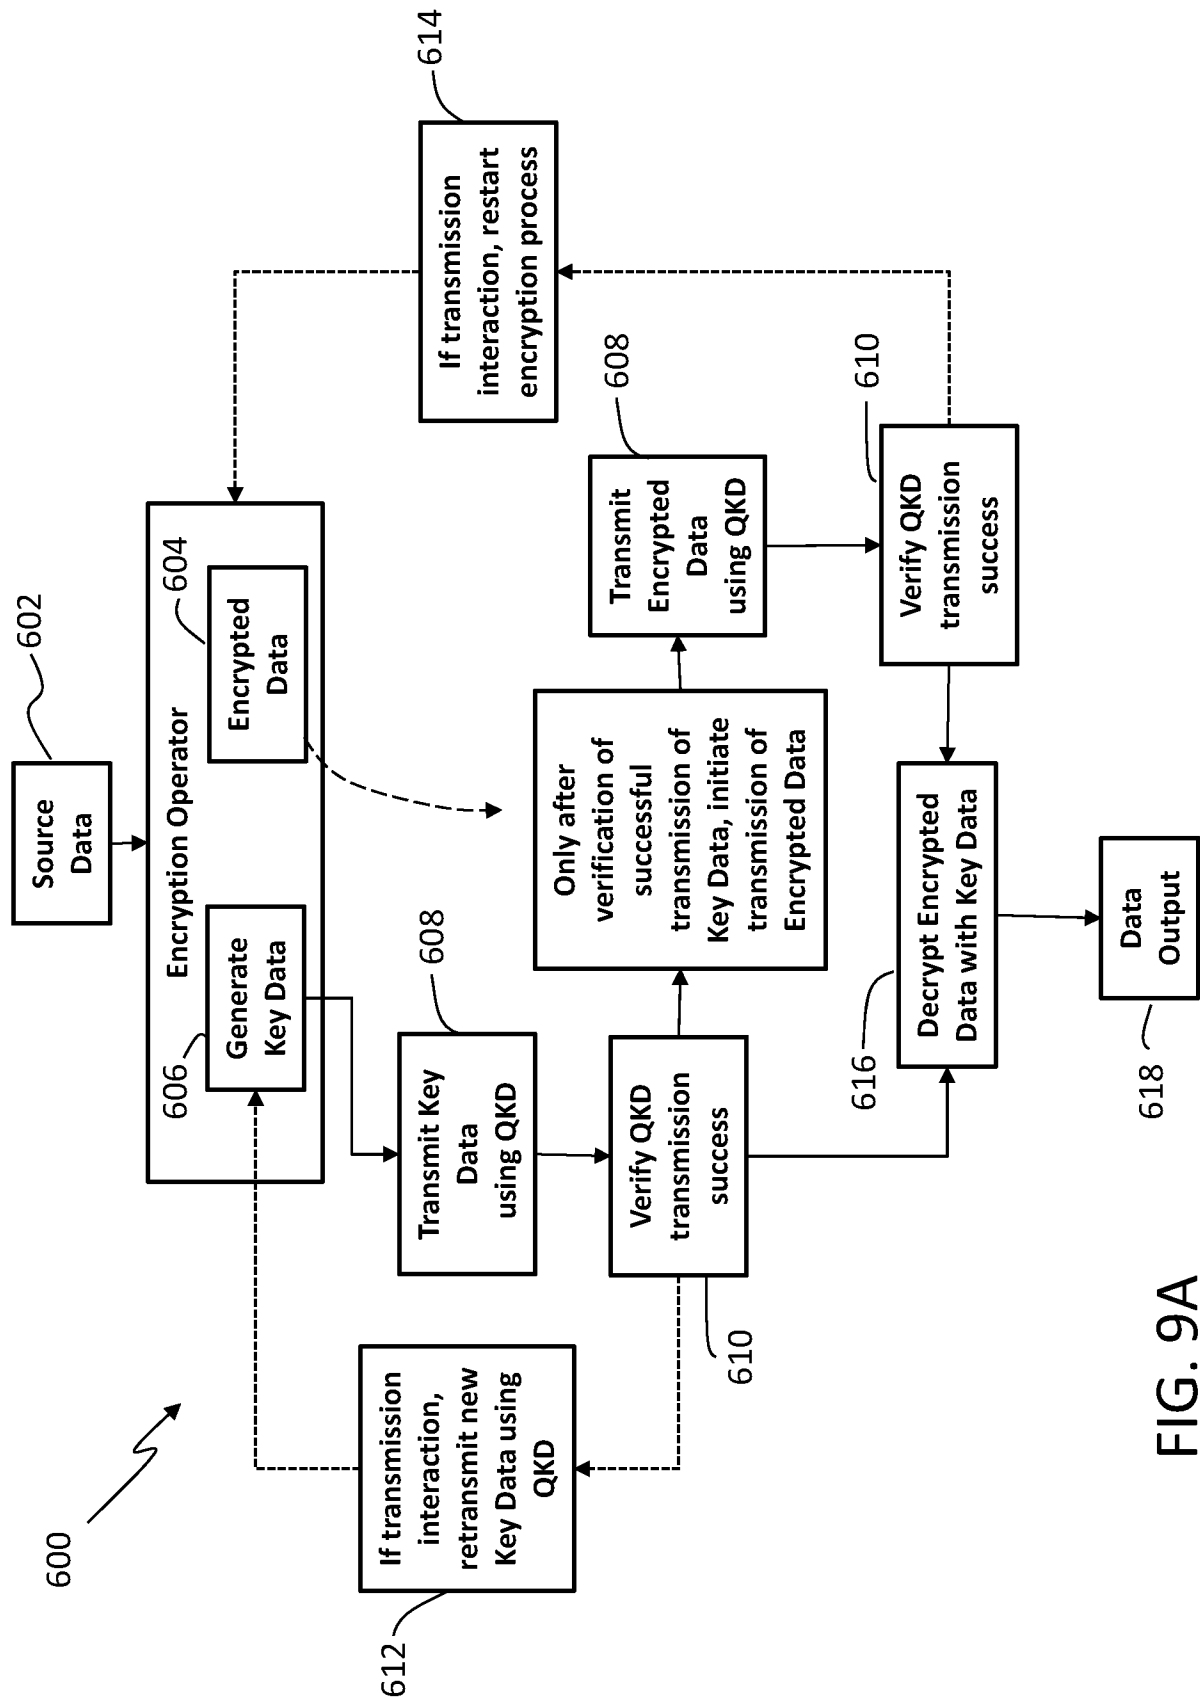 600
602
Source
Data
Encryption Operator
606
Generate
Key Data
604
Encrypted
Data
612
If transmission
interaction,
retransmit new
Key Data using
QKD
608
Transmit Key
Data
using QKD
614
If transmission
interaction, restart
encryption process
610
Verify QKD
transmission
success
Only after
verification of
successful
transmission of
Key Data, initiate
transmission of
Encrypted Data
608
Transmit
Encrypted
Data
using QKD
610
Verify QKD
transmission
success
616
Decrypt Encrypted
Data with Key Data
618
Data
Output
FIG. 9A